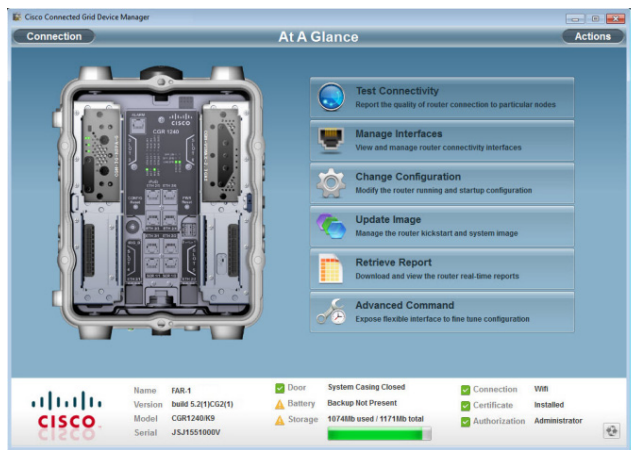 Cisco Connected Grid Device Manager
Connection
At A Glance
Actions
ALARM
CISCO
CGR 1240
Test Connectivity
Report the quality of router connection to particular nodes
Manage Interfaces
View and manage router connectivity interfaces
Change Configuration
Modify the router running and startup configuration
Update Image
Manage the router kickstart and system image
Retrieve Report
Download and view the router real-time reports
Advanced Command
Expose flexible interface to fine tune configuration
CISCO
Name FAR-1
Version build 5.2(1)CG2(1)
Model CGR1240/K9
Serial JSJ1551000V
Door System Casing Closed
Battery Backup Not Present
Storage 1074Mb used / 1171Mb total
Connection Wifi
Certificate Installed
Authorization Administrator